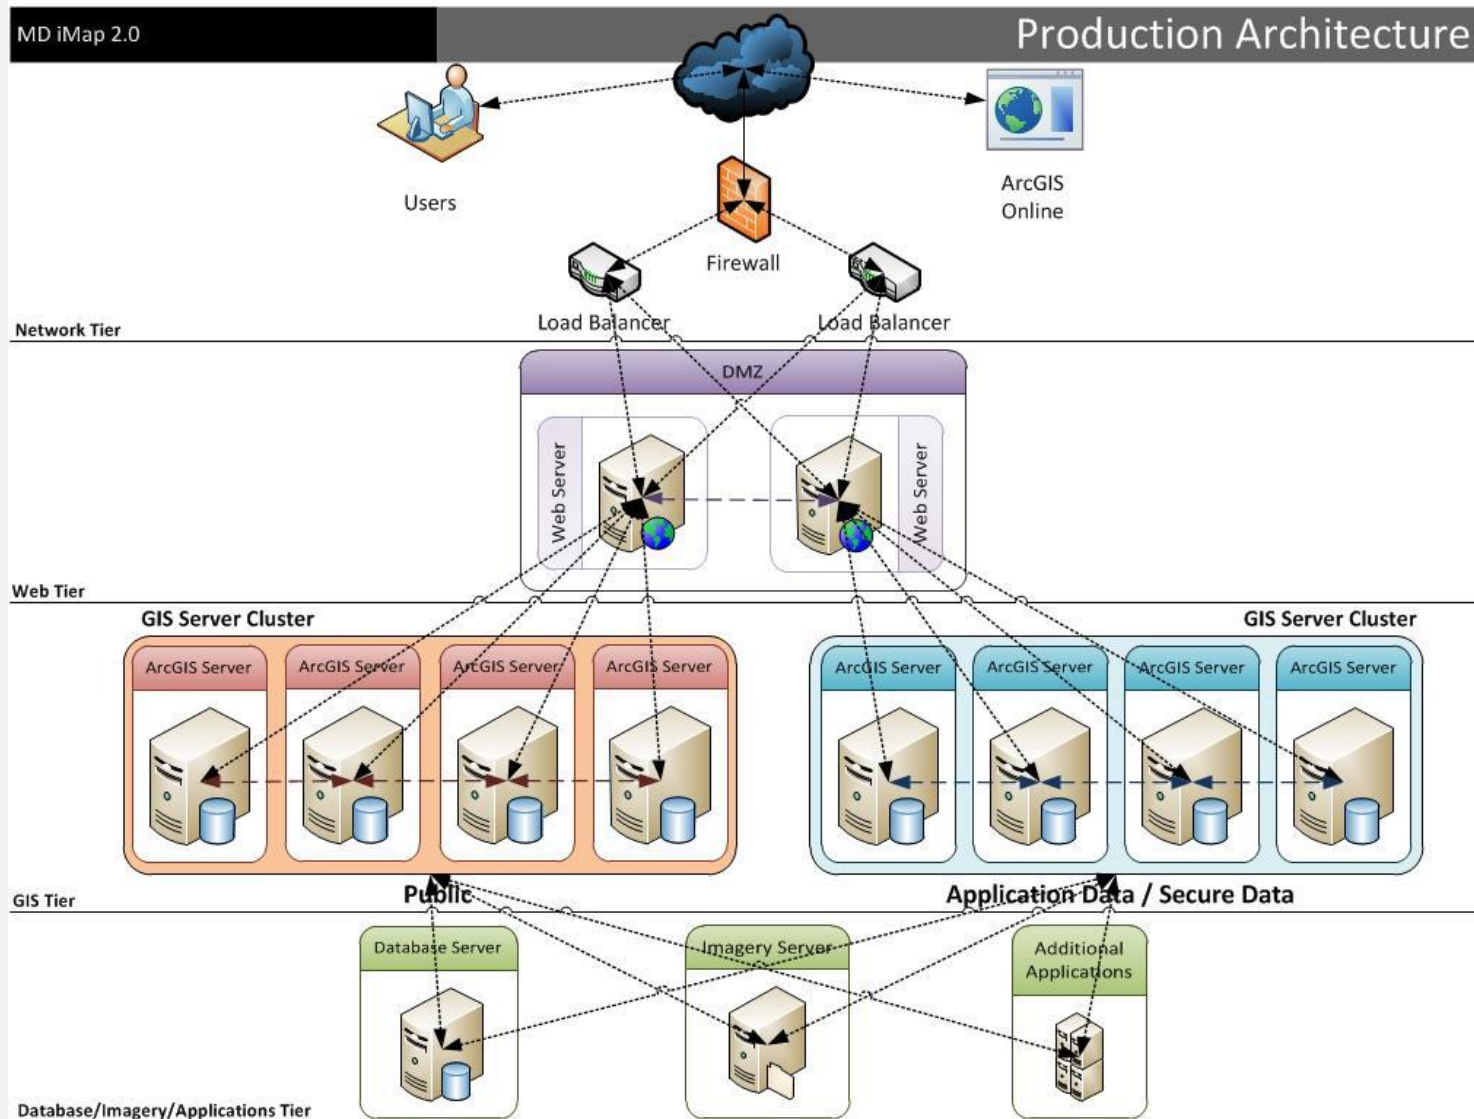 MD iMap 2.0
Production Architecture
Users
ArcGIS
Online
Firewall
Load Balancer
Load Balancer
Network Tier
DMZ
Web Server
Web Server
Web Tier
GIS Server Cluster
GIS Server Cluster
ArcGIS Server
ArcGIS Server
ArcGIS Server
ArcGIS Server
ArcGIS Server
ArcGIS Server
ArcGIS Server
ArcGIS Server
Public
Application Data / Secure Data
GIS Tier
Database Server
Imagery Server
Additional
Applications
Database/Imagery/Applications Tier